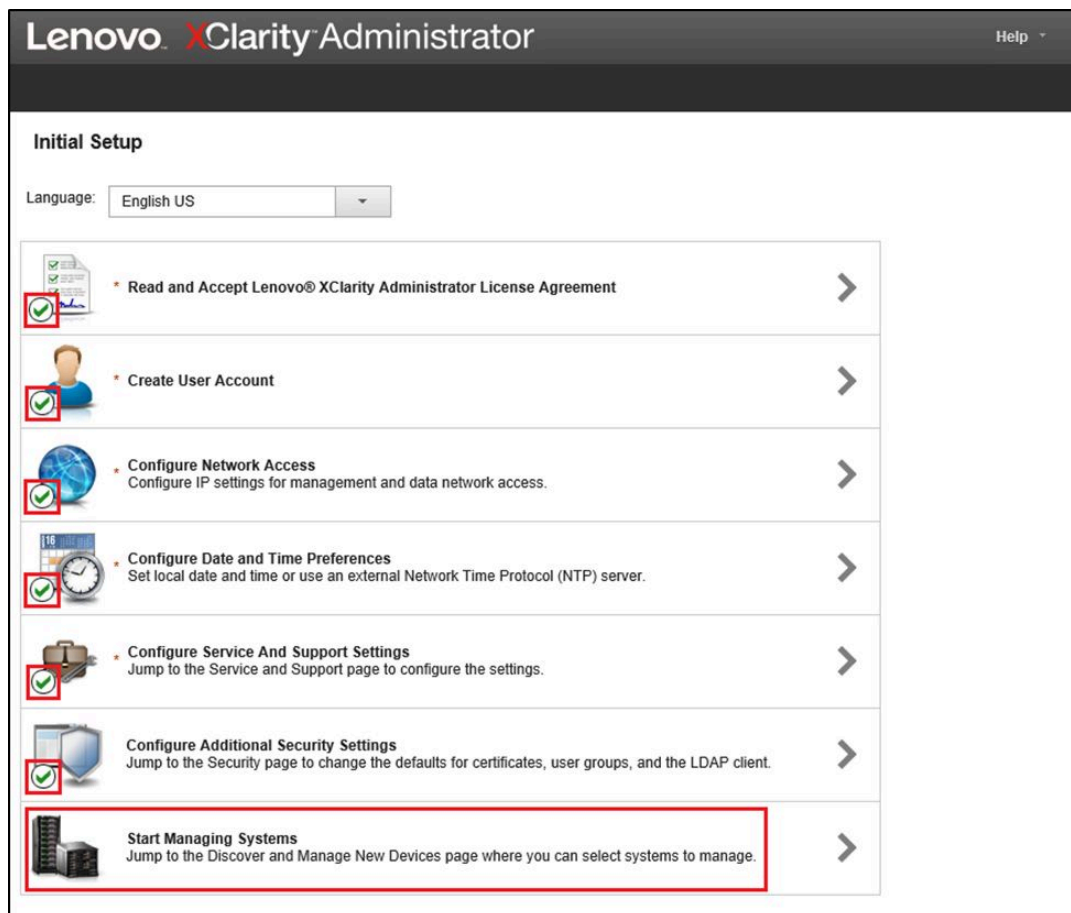 Lenovo. XClarity Administrator
Help
Initial Setup
Language:
English US
* Read and Accept Lenovo® XClarity Administrator License Agreement
* Create User Account
* Configure Network Access
Configure IP settings for management and data network access.
16
* Configure Date and Time Preferences
Set local date and time or use an external Network Time Protocol (NTP) server.
* Configure Service And Support Settings
Jump to the Service and Support page to configure the settings.
Configure Additional Security Settings
Jump to the Security page to change the defaults for certificates, user groups, and the LDAP client.
Start Managing Systems
Jump to the Discover and Manage New Devices page where you can select systems to manage.